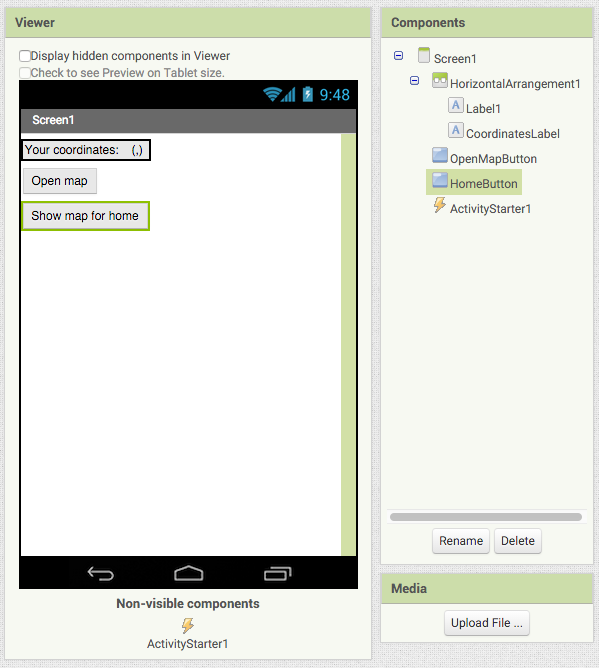 Viewer
Display hidden components in Viewer
Check to see Preview on Tablet size.
9:48
Screen1
Your coordinates: (,)
Open map
Show map for home
Non-visible components
ActivityStarter1
Components
Screen1
HorizontalArrangement1
A Label1
A CoordinatesLabel
OpenMapButton
HomeButton
ActivityStarter1
Rename Delete
Media
Upload File ...